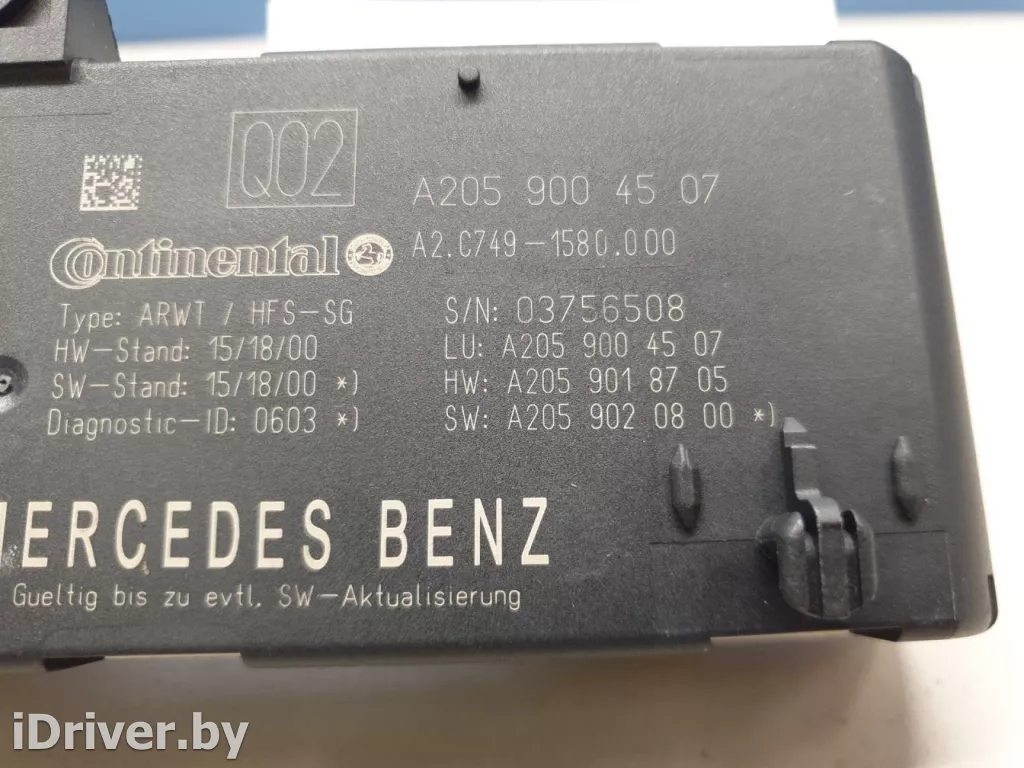 Q02
A205 900 45 07
Continental
A2.C749-1580.000
Type: ARWT / HFS-SG
S/N: 03756508
HW-Stand: 15/18/00
LU: A205 900 45 07
SW-Stand: 15/18/00 *)
HW: A205 901 87 05
Diagnostic-ID: 0603 *)
SW: A205 902 08 00 *)
MERCEDES BENZ
Gueltig bis zu evtl. SW-Aktualisierung
iDriver.by